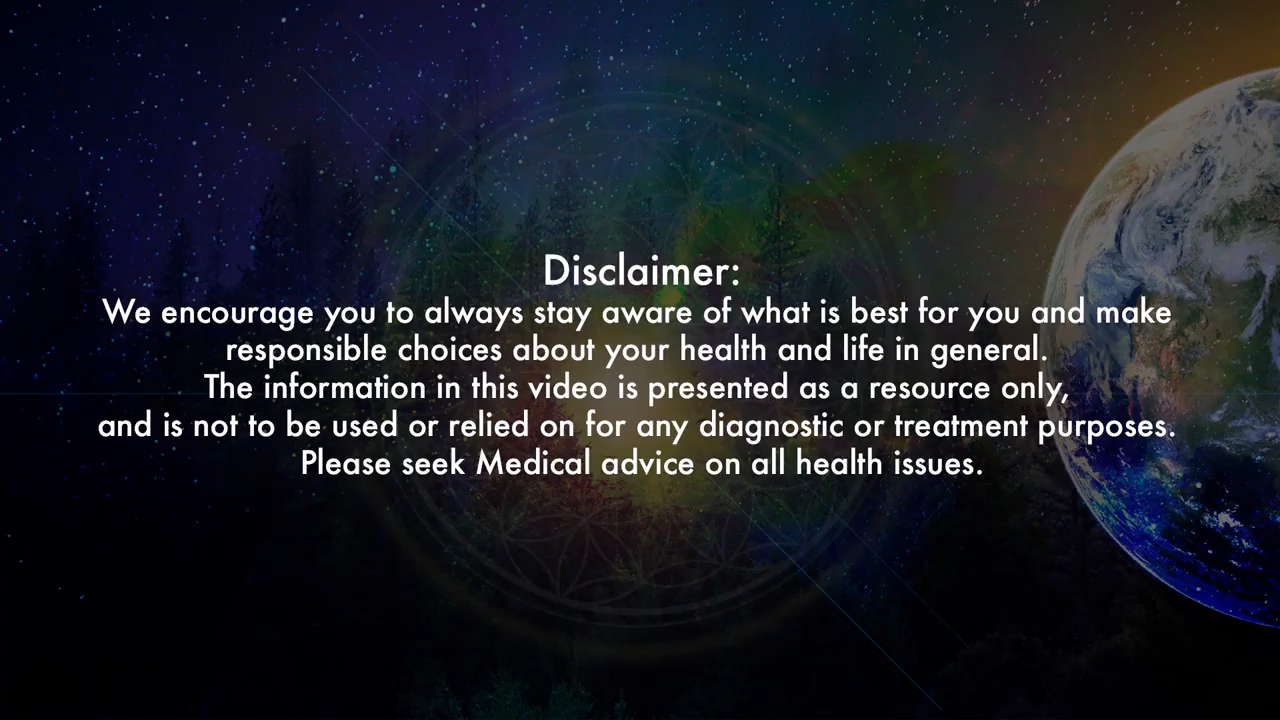 Disclaimer:
We encourage you to always stay aware of what is best for you and make
responsible choices about your health and life in general.
The information in this video is presented as a resource only,
and is not to be used or relied on for any diagnostic or treatment purposes.
Please seek Medical advice on all health issues.